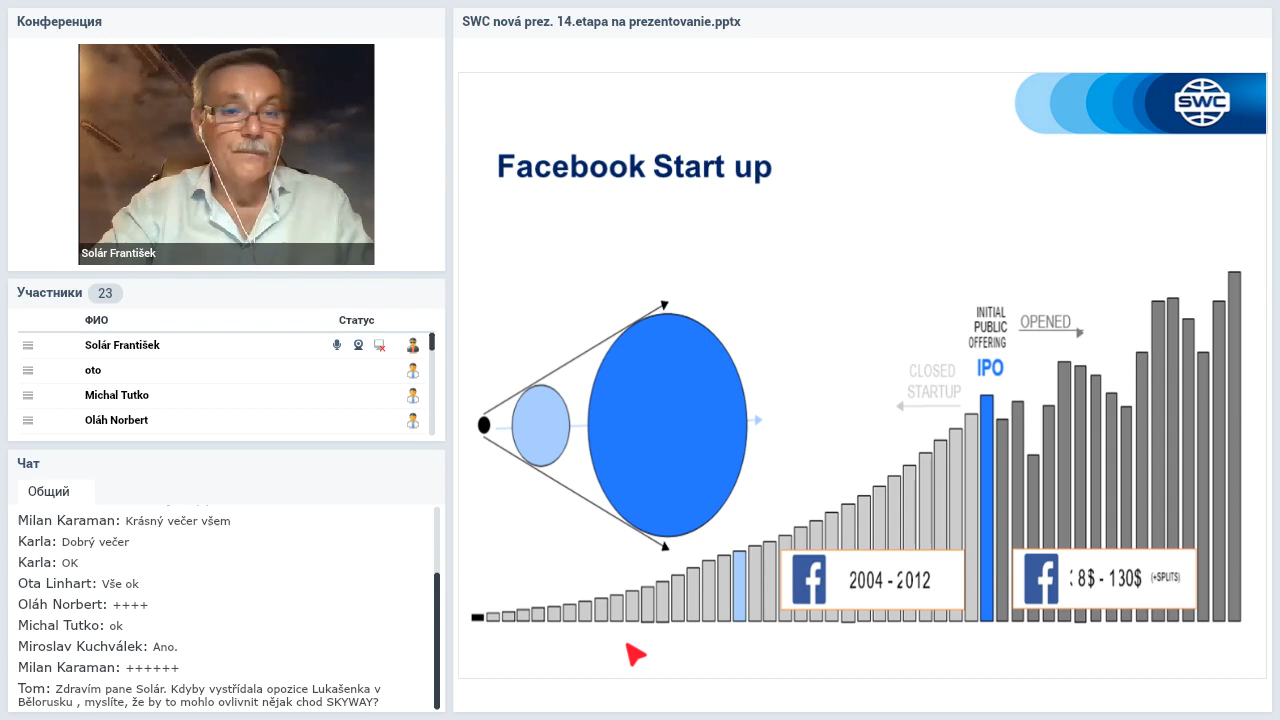 Конференция
Solár František
Участники 23
ФИО Статус
Solár František
oto
Michal Tutko
Oláh Norbert
Чат
Общий
Milan Karaman: Krásný večer všem
Karla: Dobrý večer
Karla: OK
Ota Linhart: Vše ok
Oláh Norbert: ++++
Michal Tutko: ok
Miroslav Kuchválek: Ano.
Milan Karaman: ++++++
Tom: Zdravím pane Solár. Kdyby vystřídala opozice Lukašenka v
Bělorusku , myslíte, že by to mohlo ovlivnit nějak chod SKYWAY?
SWC nová prez. 14.etapa na prezentovanie.pptx
SWC
Facebook Start up
INITIAL
PUBLIC
OFFERING
IPO
OPENED
CLOSED
STARTUP
2004 - 2012
8$ - 130$ (+SPLITS)